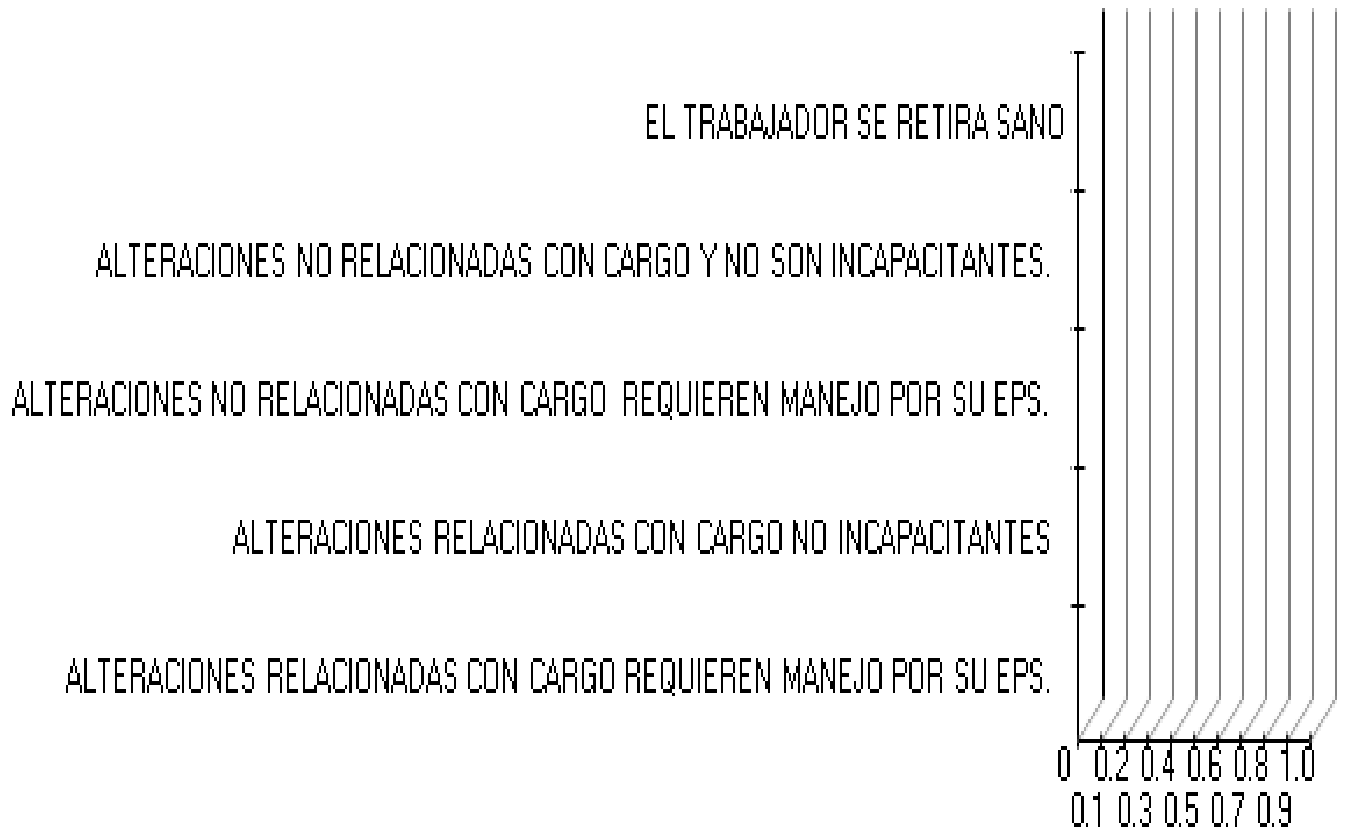 EL TRABAJADOR SE RETIRA SANO
ALTERACIONES NO RELACIONADAS CON CARGO Y NO SON INCAPACITANTES.
ALTERACIONES NO RELACIONADAS CON CARGO REQUIEREN MANEJO POR SU EPS.
ALTERACIONES RELACIONADAS CON CARGO NO INCAPACITANTES
ALTERACIONES RELACIONADAS CON CARGO REQUIEREN MANEJO POR SU EPS.
0 0.2 0.4 0.6 0.8 1.0
0.1 0.3 0.5 0.7 0.9